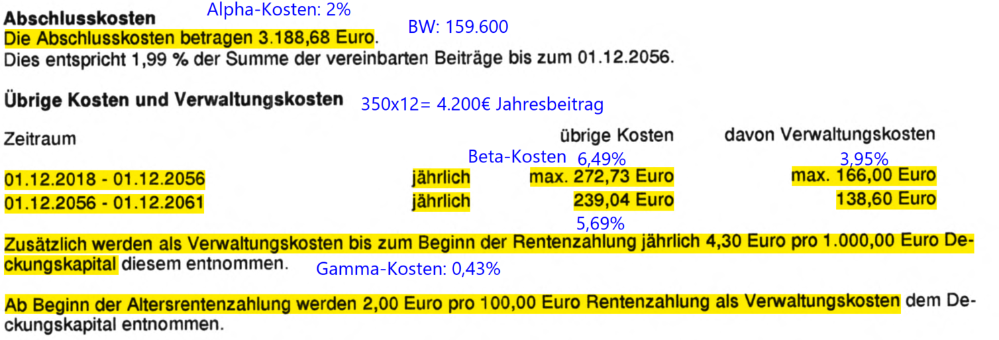 Alpha-Kosten: 2%
Abschlusskosten
BW: 159.600
Die Abschlusskosten betragen 3.188,68 Euro.
Dies entspricht 1,99 % der Summe der vereinbarten Beiträge bis zum 01.12.2056.
Übrige Kosten und Verwaltungskosten 350x12= 4.200€ Jahresbeitrag
Zeitraum übrige Kosten davon Verwaltungskosten
Beta-Kosten 6,49% 3,95%
01.12.2018 - 01.12.2056 jährlich max. 272,73 Euro max. 166,00 Euro
01.12.2056 - 01.12.2061 jährlich 239,04 Euro 138,60 Euro
5,69%
Zusätzlich werden als Verwaltungskosten bis zum Beginn der Rentenzahlung jährlich 4,30 Euro pro 1.000,00 Euro De-
ckungskapital diesem entnommen. Gamma-Kosten: 0,43%
Ab Beginn der Altersrentenzahlung werden 2,00 Euro pro 100,00 Euro Rentenzahlung als Verwaltungskosten dem De-
ckungskapital entnommen.